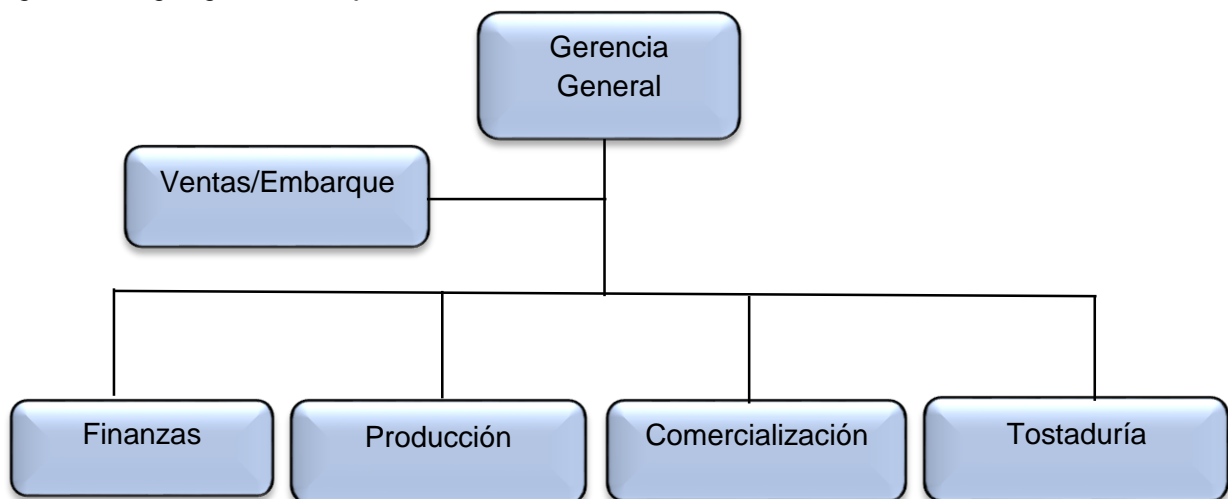 Gerencia
General
Ventas/Embarque
Finanzas
Producción
Comercialización
Tostaduría